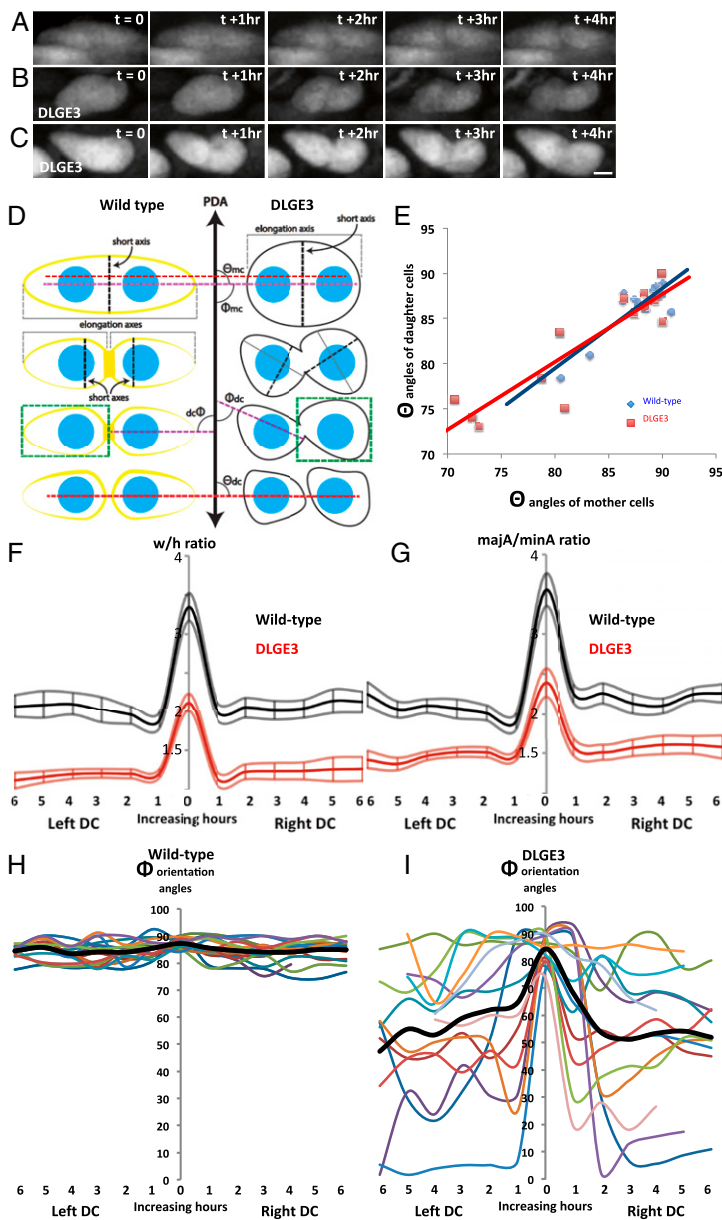 A
t = 0
t +1hr
t +2hr
t +3hr
t +4hr
B
t = 0
t +1hr
t +2hr
t +3hr
t +4hr
DLGE3
C
t = 0
t +1hr
t +2hr
t +3hr
t +4hr
DLGE3
D
Wild type
PDA
DLGE3
elongation axis
short axis
short axis
Θmc
Φmc
elongation axes
short axes
Φdc
dcΦ
Θdc
E
95
90
85
80
75
70
Θ angles of daughter cells
Wild-type
DLGE3
70 75 80 85 90 95
Θ angles of mother cells
F
w/h ratio
4
3
2
1.5
Wild-type
DLGE3
6 5 4 3 2 1 0 1 2 3 4 5 6
Left DC
Increasing hours
Right DC
G
majA/minA ratio
4
3
2
1.5
Wild-type
DLGE3
6 5 4 3 2 1 0 1 2 3 4 5 6
Left DC
Increasing hours
Right DC
H
Wild-type
Φ orientation
angles
100
90
80
70
60
50
40
30
20
10
0
6 5 4 3 2 1 0 1 2 3 4 5 6
Left DC
Increasing hours
Right DC
I
DLGE3
Φ orientation
angles
100
90
80
70
60
50
40
30
20
10
0
6 5 4 3 2 1 0 1 2 3 4 5 6
Left DC
Increasing hours
Right DC